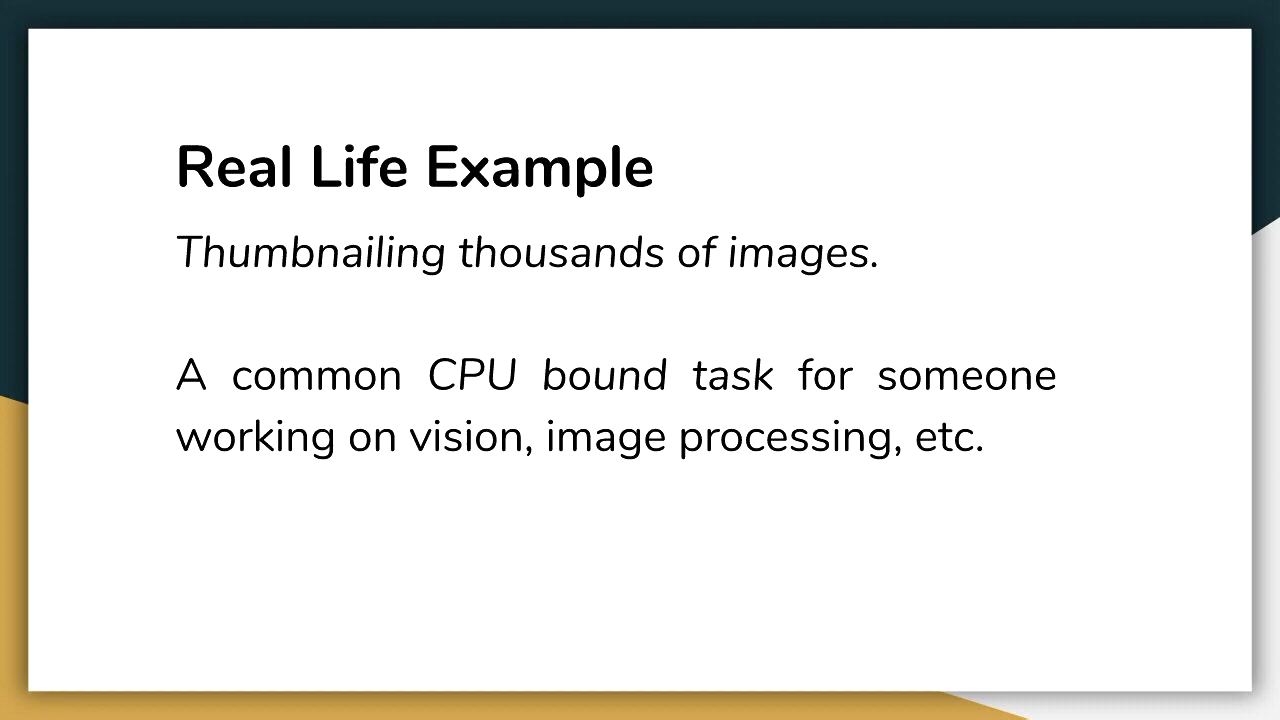 Real Life Example
Thumbnailing thousands of images.
A common CPU bound task for someone
working on vision, image processing, etc.